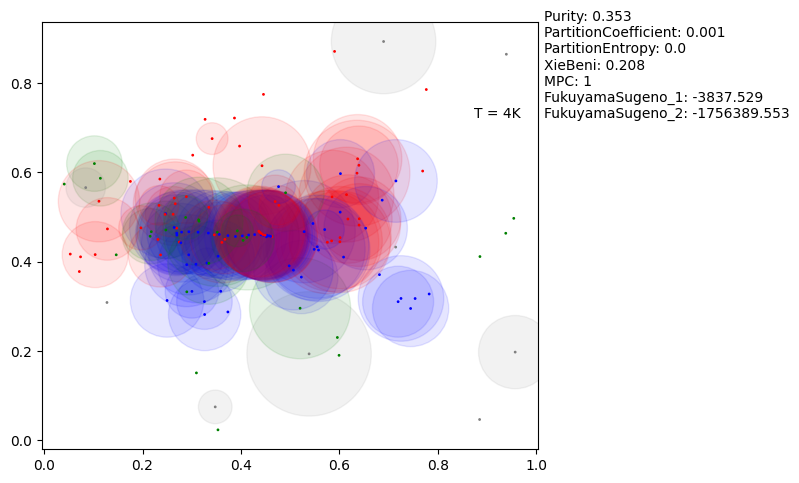 Purity: 0.353
PartitionCoefficient: 0.001
PartitionEntropy: 0.0
XieBeni: 0.208
MPC: 1
FukuyamaSugeno_1: -3837.529
FukuyamaSugeno_2: -1756389.553
T = 4K
0.8
0.6
0.4
0.2
0.0
0.0 0.2 0.4 0.6 0.8 1.0